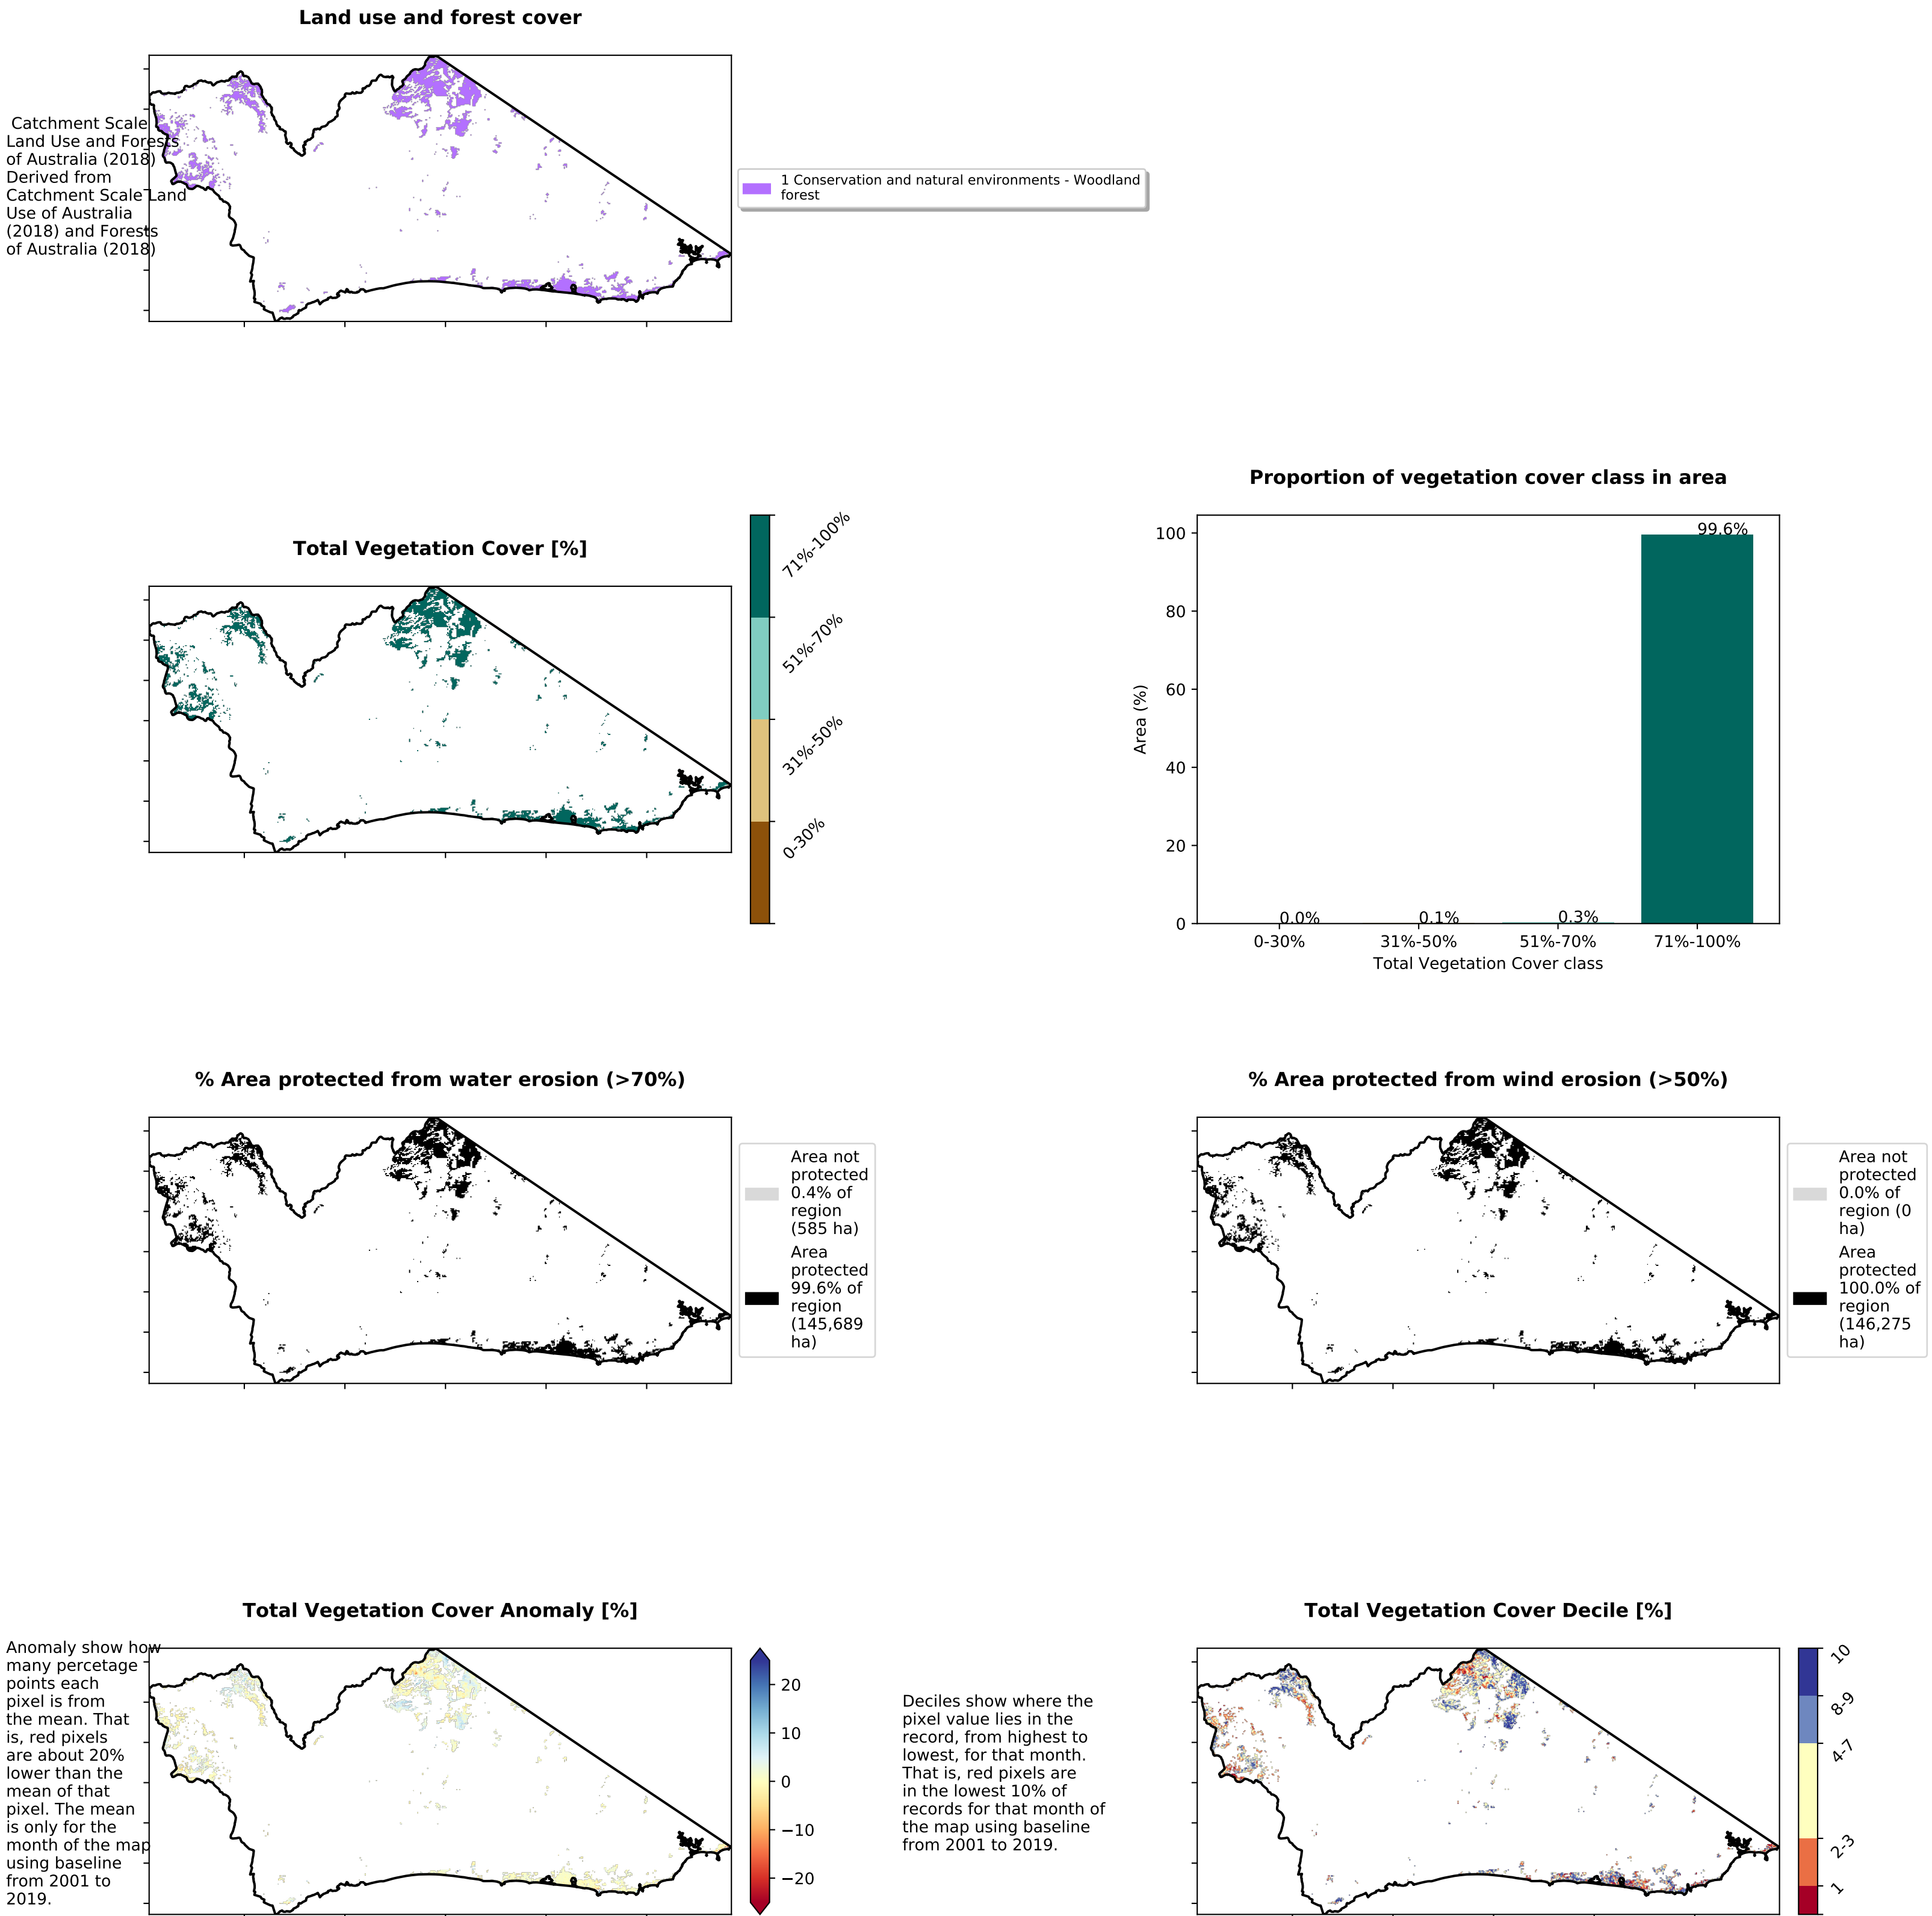 Land use and forest cover
Catchment Scale
Land Use and Forests
of Australia (2018)
Derived from
Catchment Scale Land
Use of Australia
(2018) and Forests
of Australia (2018)
1 Conservation and natural environments - Woodland
forest
Total Vegetation Cover [%]
71%-100%
51%-70%
31%-50%
0-30%
Proportion of vegetation cover class in area
100
80
60
40
20
0
Area (%)
0.0%
0.1%
0.3%
99.6%
0-30%
31%-50%
51%-70%
71%-100%
Total Vegetation Cover class
% Area protected from water erosion (>70%)
Area not
protected
0.4% of
region
(585 ha)
Area
protected
99.6% of
region
(145,689
ha)
% Area protected from wind erosion (>50%)
Area not
protected
0.0% of
region (0
ha)
Area
protected
100.0% of
region
(146,275
ha)
Total Vegetation Cover Anomaly [%]
Anomaly show how
many percetage
points each
pixel is from
the mean. That
is, red pixels
are about 20%
lower than the
mean of that
pixel. The mean
is only for the
month of the map
using baseline
from 2001 to
2019.
20
10
0
−10
−20
Total Vegetation Cover Decile [%]
Deciles show where the
pixel value lies in the
record, from highest to
lowest, for that month.
That is, red pixels are
in the lowest 10% of
records for that month of
the map using baseline
from 2001 to 2019.
10
8-9
4-7
2-3
1